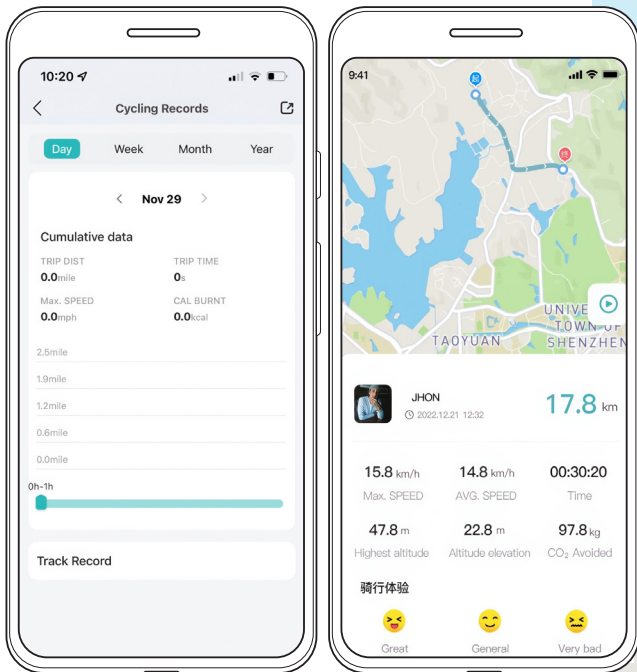 10:20
Cycling Records
Day Week Month Year
Nov 29
Cumulative data
TRIP DIST TRIP TIME
0.0mile 0s
Max. SPEED CAL BURNT
0.0mph 0.0kcal
2.5mile
1.9mile
1.2mile
0.6mile
0.0mile
0h-1h
Track Record
9:41
起
终
TAOYUAN
UNIVE
TOWN OF
SHENZHEN
JHON
2022.12.21 12:32
17.8 km
15.8 km/h 14.8 km/h 00:30:20
Max. SPEED AVG. SPEED Time
47.8 m 22.8 m 97.8 kg
Highest altitude Altitude elevation CO₂ Avoided
骑行体验
Great General Very bad